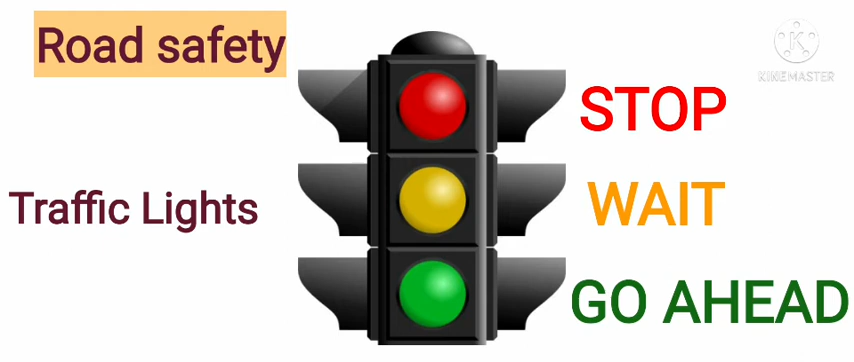 Road safety
KINEMASTER
STOP
Traffic Lights
WAIT
GO AHEAD